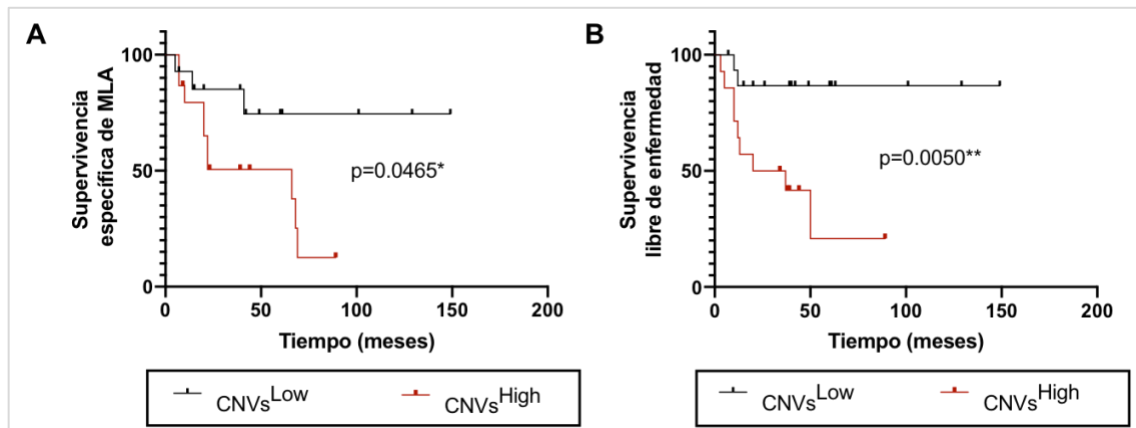 A
Supervivencia
específica de MLA
100
50
0
p=0.0465*
0 50 100 150 200
Tiempo (meses)
CNVsLow CNVsHigh
B
Supervivencia
libre de enfermedad
100
50
0
p=0.0050**
0 50 100 150 200
Tiempo (meses)
CNVsLow CNVsHigh